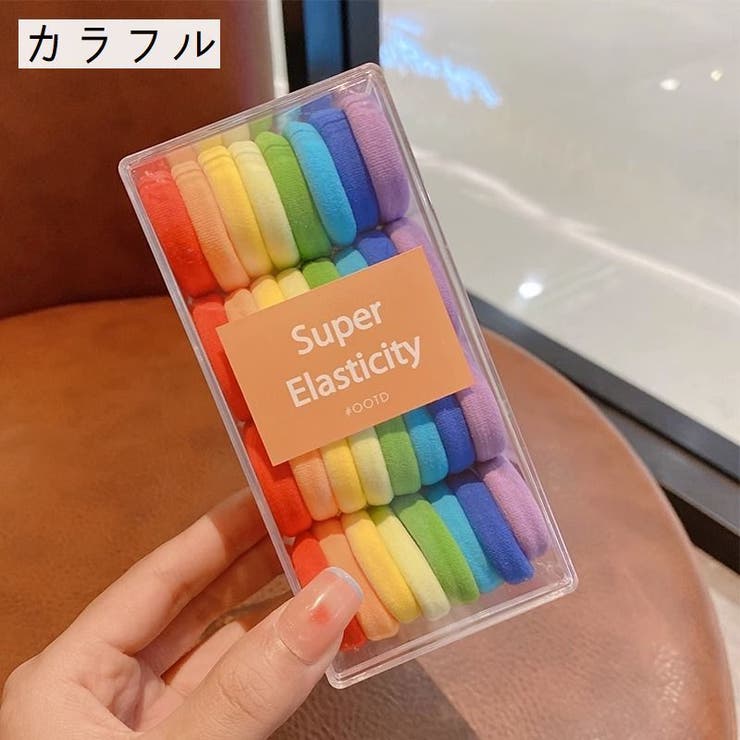 カラフル
Super
Elasticity
#OOTD